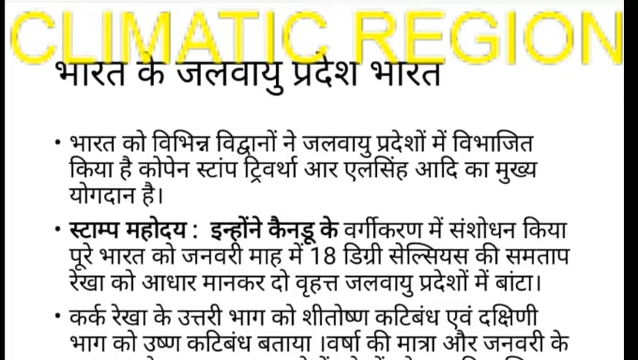 CLIMATIC REGION
भारत के जलवायु प्रदेश भारत
• भारत को विभिन्न विद्वानों ने जलवायु प्रदेशों में विभाजित
किया है कोपेन स्टांप ट्रिवर्था आर एलसिंह आदि का मुख्य
योगदान है।
• स्टाम्प महोदय : इन्होंने कैनडू के वर्गीकरण में संशोधन किया
पूरे भारत को जनवरी माह में 18 डिग्री सेल्सियस की समताप
रेखा को आधार मानकर दो वृहत्त जलवायु प्रदेशों में बांटा।
• कर्क रेखा के उत्तरी भाग को शीतोष्ण कटिबंध एवं दक्षिणी
भाग को उष्ण कटिबंध बताया ।वर्षा की मात्रा और जनवरी के